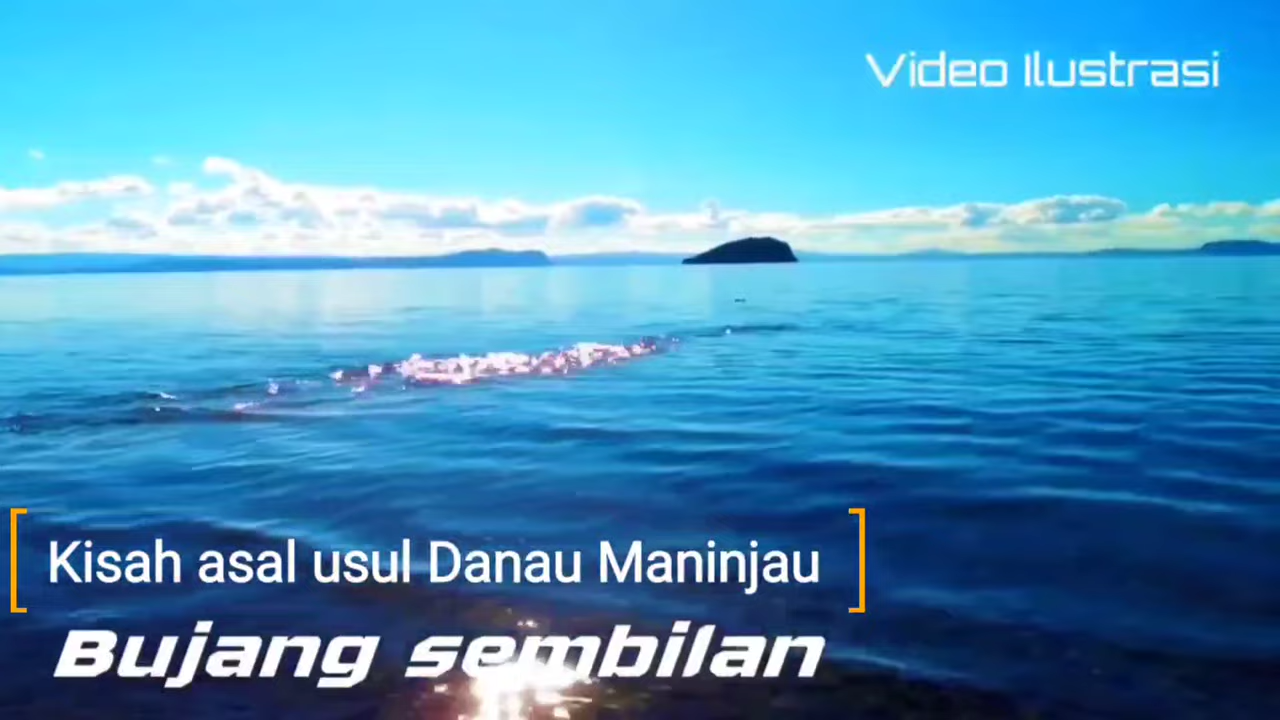 Video Ilustrasi
Kisah asal usul Danau Maninjau
Bujang sembilan